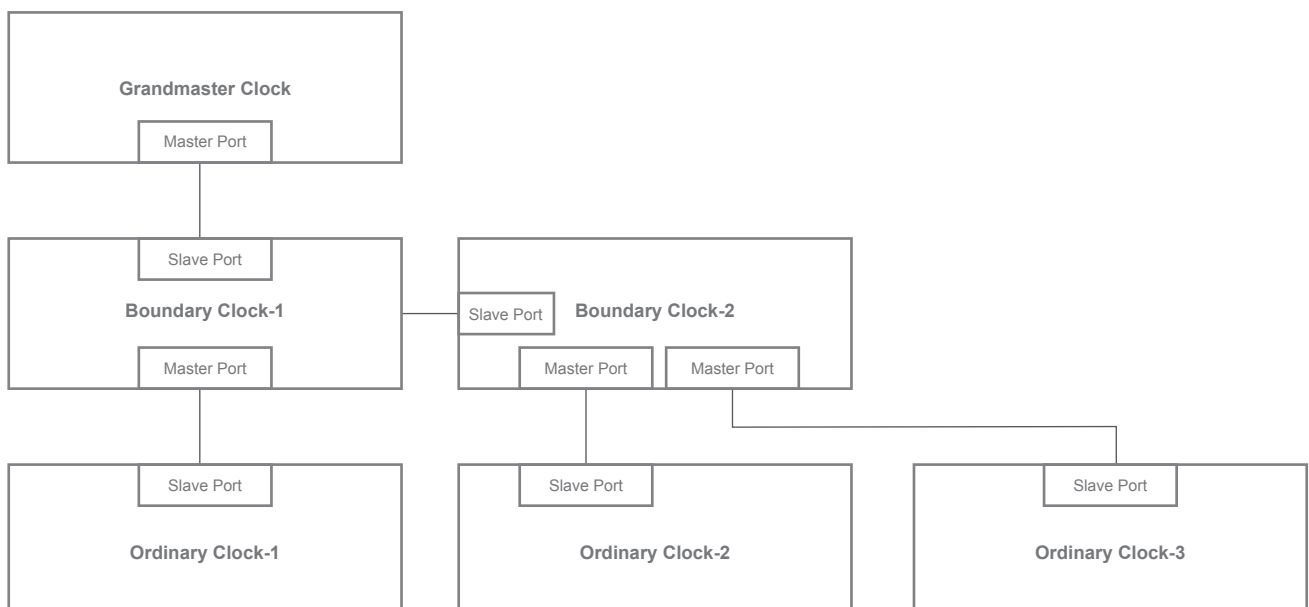 Grandmaster Clock
Master Port
Slave Port
Boundary Clock-1
Master Port
Slave Port
Boundary Clock-2
Master Port
Master Port
Slave Port
Ordinary Clock-1
Slave Port
Ordinary Clock-2
Slave Port
Ordinary Clock-3